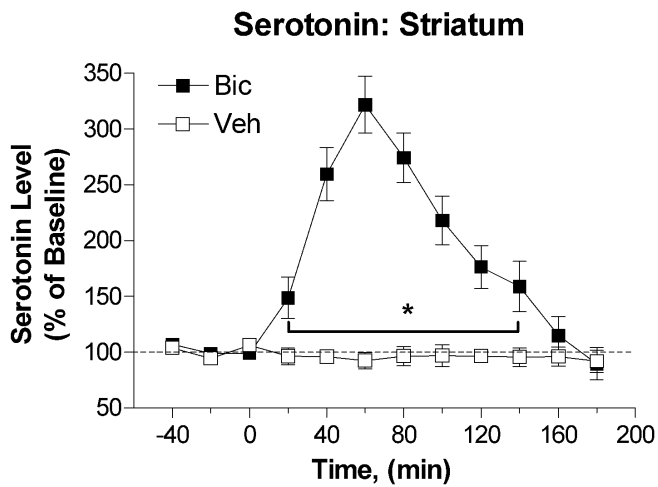 Serotonin: Striatum
350
300
250
200
150
100
50
Serotonin Level
(% of Baseline)
Bic
Veh
*
-40
0
40
80
120
160
200
Time, (min)